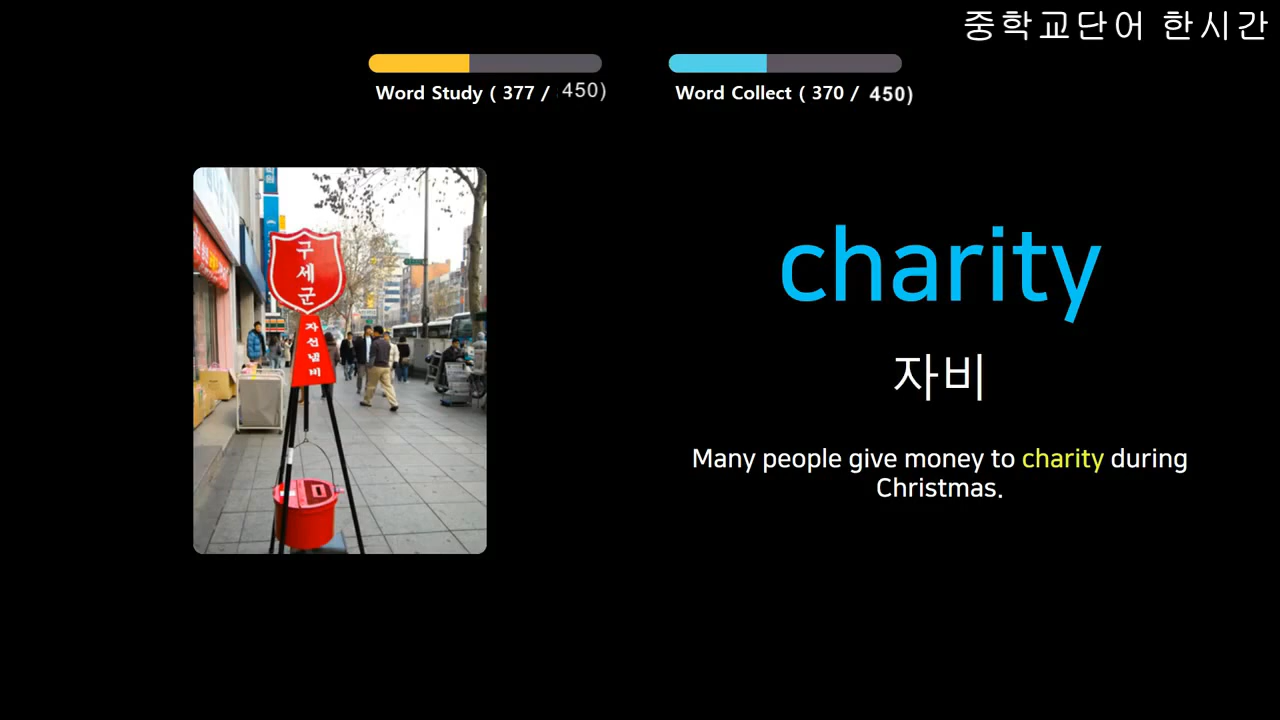 중학교단어 한시간
Word Study ( 377 / 450)
Word Collect ( 370 / 450)
구세군
자선냄비
charity
자비
Many people give money to charity during
Christmas.